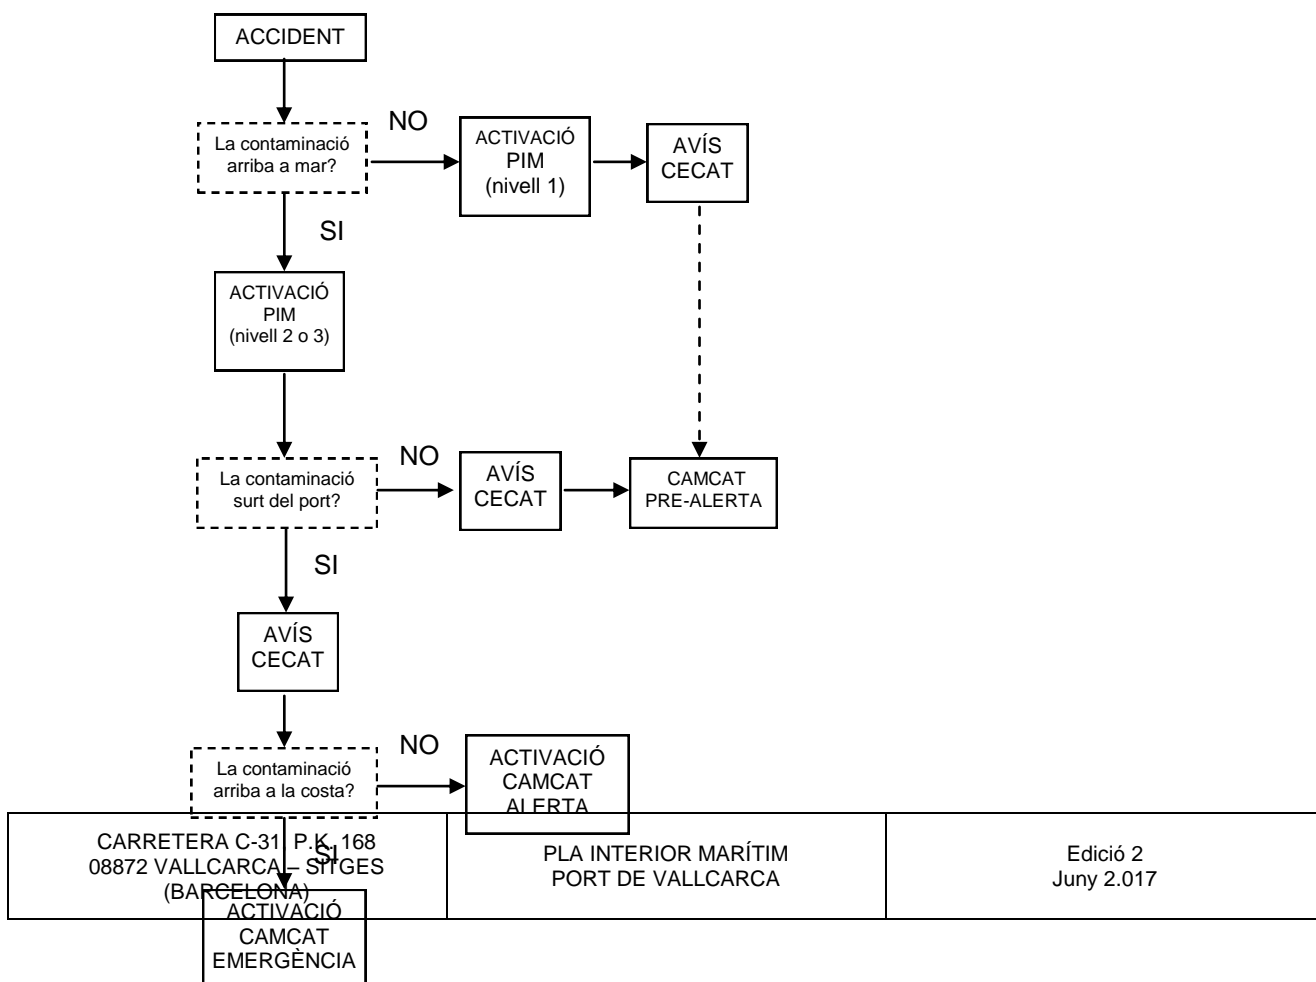 ACCIDENT
La contaminació
arriba a mar?
NO
ACTIVACIÓ
PIM
(nivell 1)
AVÍS
CECAT
SI
ACTIVACIÓ
PIM
(nivell 2 o 3)
La contaminació
surt del port?
NO
AVÍS
CECAT
CAMCAT
PRE-ALERTA
SI
AVÍS
CECAT
La contaminació
arriba a la costa?
NO
ACTIVACIÓ
CAMCAT
ALERTA
SI
ACTIVACIÓ
CAMCAT
EMERGÈNCIA
CARRETERA C-31, P.K. 168
08872 VALLCARCA – SITGES
(BARCELONA)
PLA INTERIOR MARÍTIM
PORT DE VALLCARCA
Edició 2
Juny 2.017